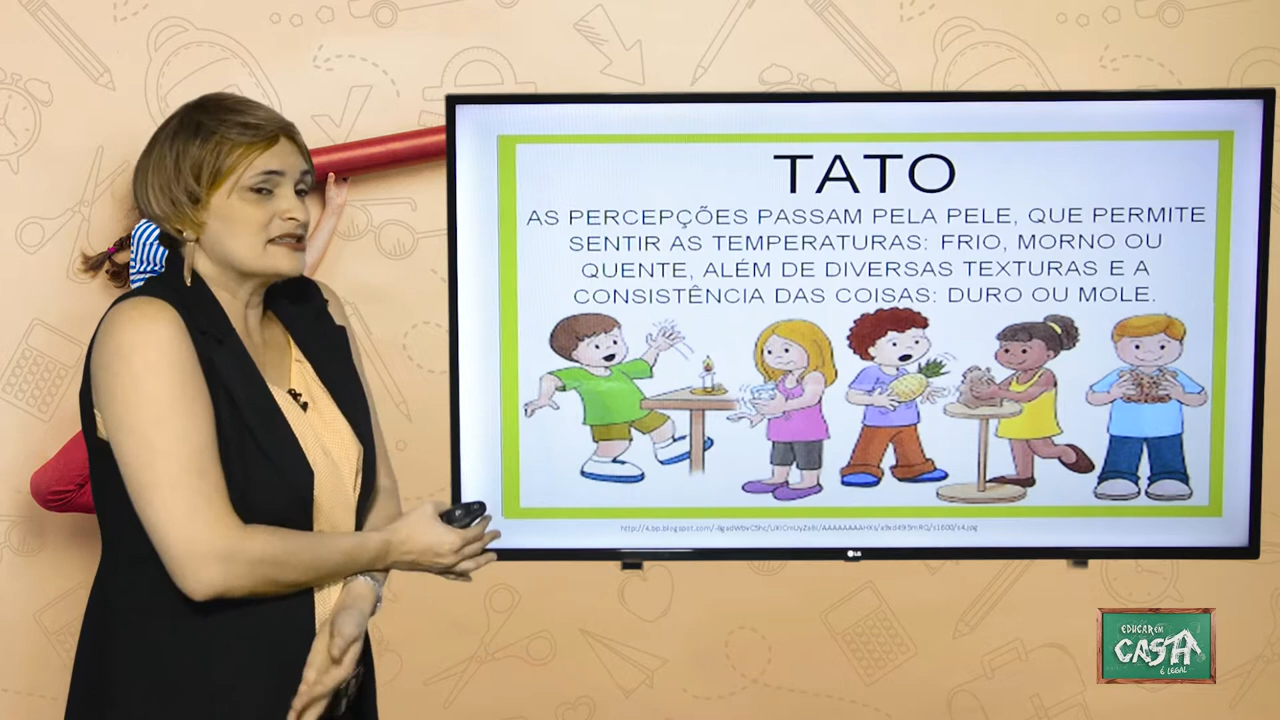 TATO
AS PERCEPÇÕES PASSAM PELA PELE, QUE PERMITE
SENTIR AS TEMPERATURAS: FRIO, MORNO OU
QUENTE, ALÉM DE DIVERSAS TEXTURAS E A
CONSISTÊNCIA DAS COISAS: DURO OU MOLE.
LG
EDUCAR EM
CASA
É LEGAL